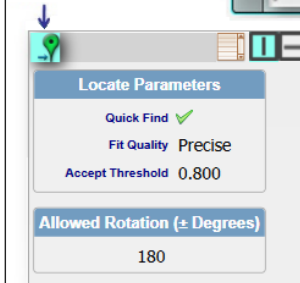 Locate Parameters
Quick Find
Fit Quality Precise
Accept Threshold 0.800
Allowed Rotation (± Degrees)
180